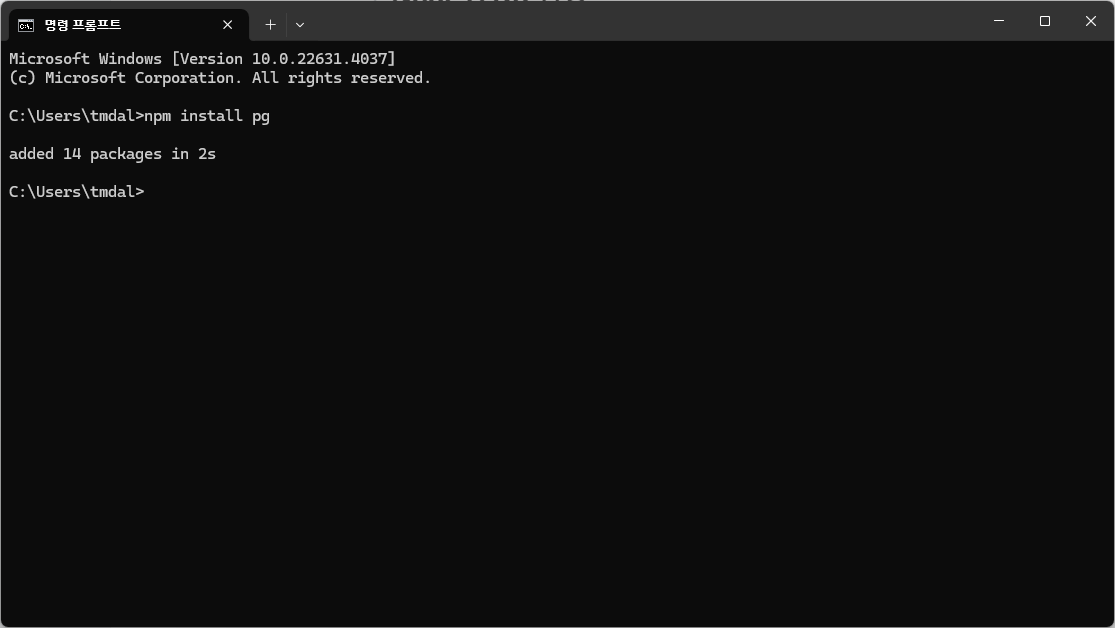 명령 프롬프트
Microsoft Windows [Version 10.0.22631.4037]
(c) Microsoft Corporation. All rights reserved.
C:\Users\tmdal>npm install pg
added 14 packages in 2s
C:\Users\tmdal>